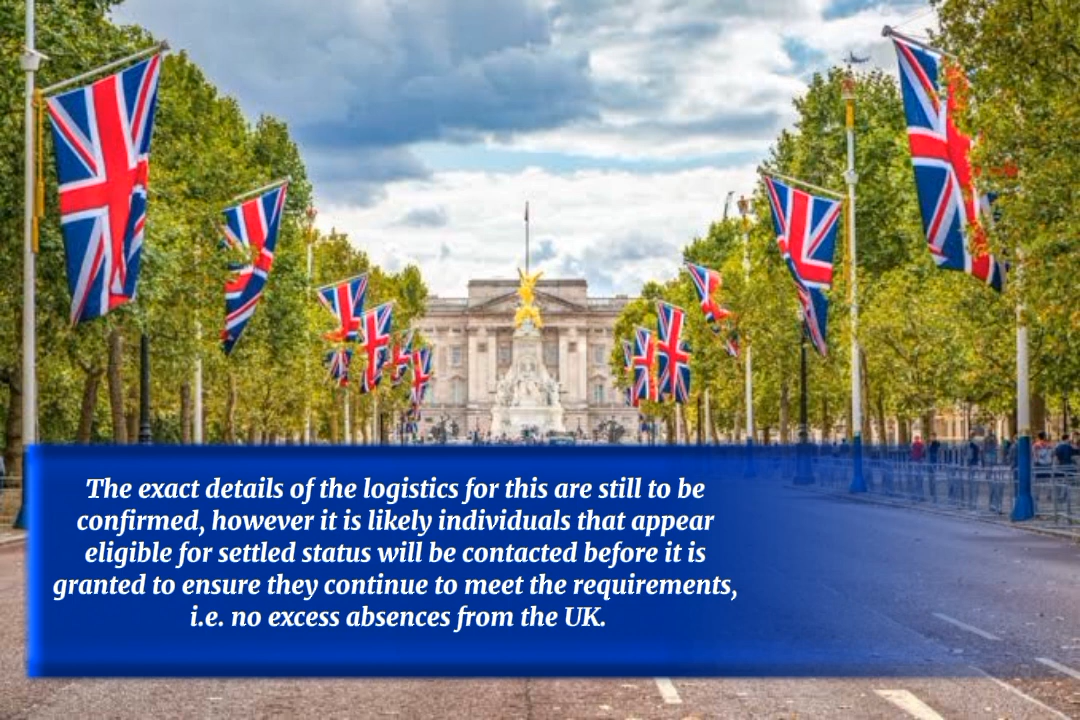 The exact details of the logistics for this are still to be
confirmed, however it is likely individuals that appear
eligible for settled status will be contacted before it is
granted to ensure they continue to meet the requirements,
i.e. no excess absences from the UK.